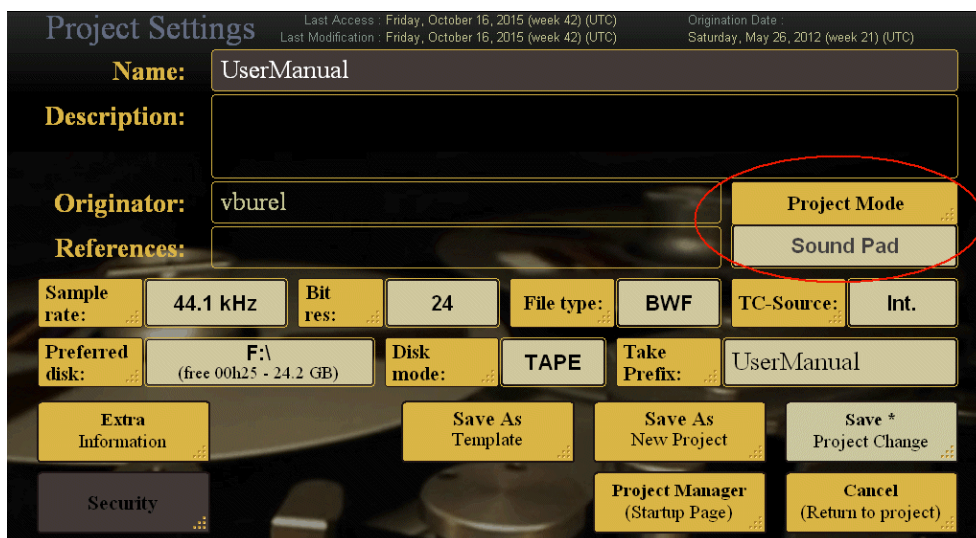 Project Settings
Last Access : Friday, October 16, 2015 (week 42) (UTC)
Last Modification : Friday, October 16, 2015 (week 42) (UTC)
Origination Date :
Saturday, May 26, 2012 (week 21) (UTC)
Name:
UserManual
Description:
Originator:
vburel
Project Mode
References:
Sound Pad
Sample
rate:
44.1 kHz
Bit
res:
24
File type:
BWF
TC-Source:
Int.
Preferred
disk:
F:\
(free 00h25 - 24.2 GB)
Disk
mode:
TAPE
Take
Prefix:
UserManual
Extra
Information
Save As
Template
Save As
New Project
Save *
Project Change
Security
Project Manager
(Startup Page)
Cancel
(Return to project)